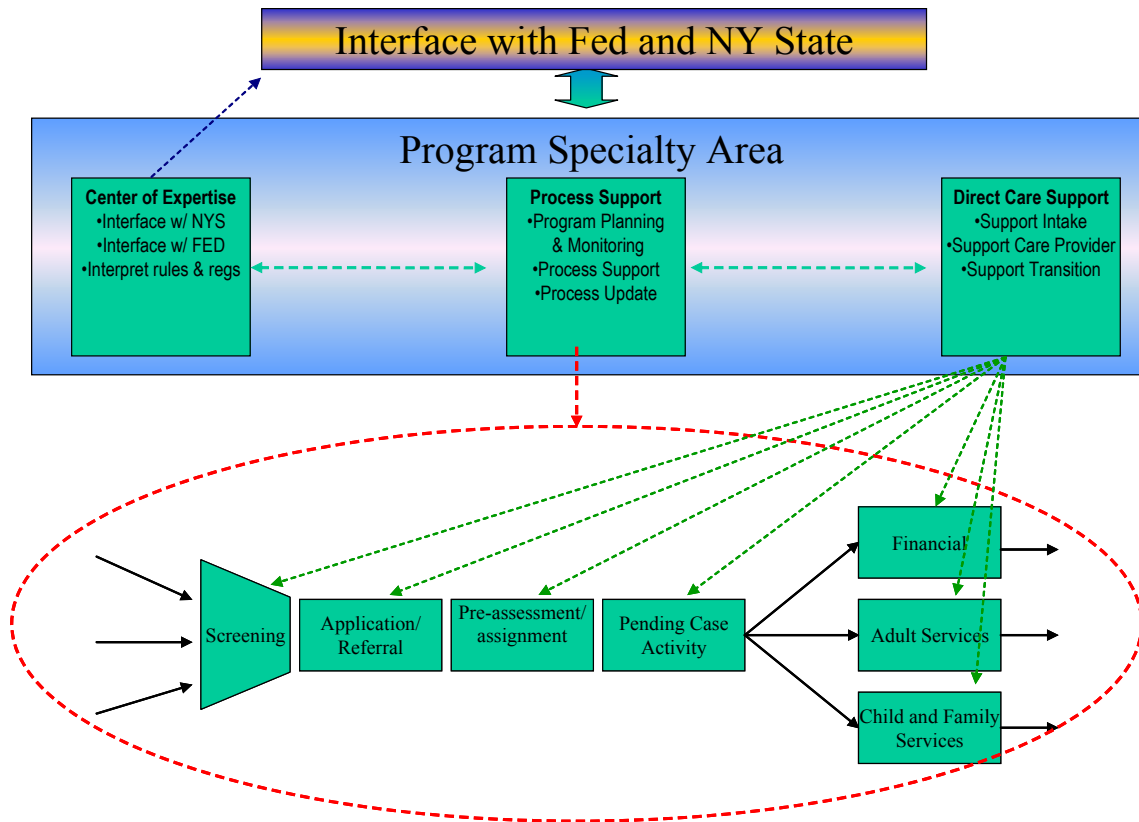 Interface with Fed and NY State
Program Specialty Area
Center of Expertise
•Interface w/ NYS
•Interface w/ FED
•Interpret rules & regs
Process Support
•Program Planning
& Monitoring
•Process Support
•Process Update
Direct Care Support
•Support Intake
•Support Care Provider
•Support Transition
Screening
Application/
Referral
Pre-assessment/
assignment
Pending Case
Activity
Financial
Adult Services
Child and Family
Services